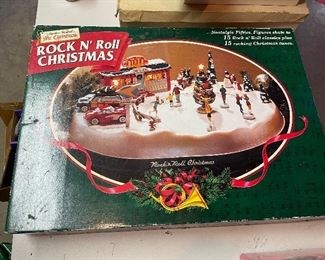 Mr. Christmas
ROCK N' Roll
CHRISTMAS
Nostalgic Fifties. Figures skate to
15 Rock n' Roll classics plus
15 rocking Christmas tunes.
Rock n' Roll Christmas